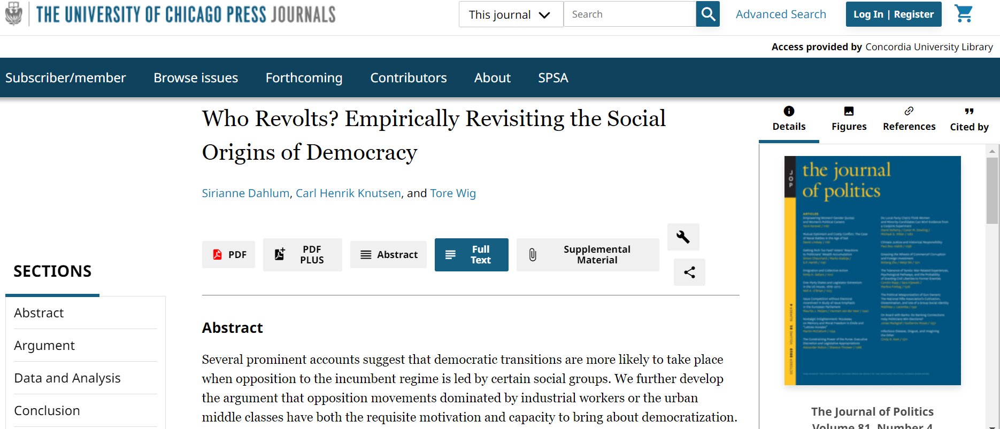 THE UNIVERSITY OF CHICAGO PRESS JOURNALS
This journal
Search
Advanced Search
Log In | Register
Access provided by Concordia University Library
Subscriber/member
Browse issues
Forthcoming
Contributors
About
SPSA
Who Revolts? Empirically Revisiting the Social
Origins of Democracy
Sirianne Dahlum, Carl Henrik Knutsen, and Tore Wig
PDF
PDF
PLUS
Abstract
Full
Text
Supplemental
Material
SECTIONS
Abstract
Argument
Data and Analysis
Conclusion
Abstract
Several prominent accounts suggest that democratic transitions are more likely to take place
when opposition to the incumbent regime is led by certain social groups. We further develop
the argument that opposition movements dominated by industrial workers or the urban
middle classes have both the requisite motivation and capacity to bring about democratization.
Details
Figures
References
Cited by
JOP
the journal
of politics
ARTICLES
The Journal of Politics
Volume 81, Number 4